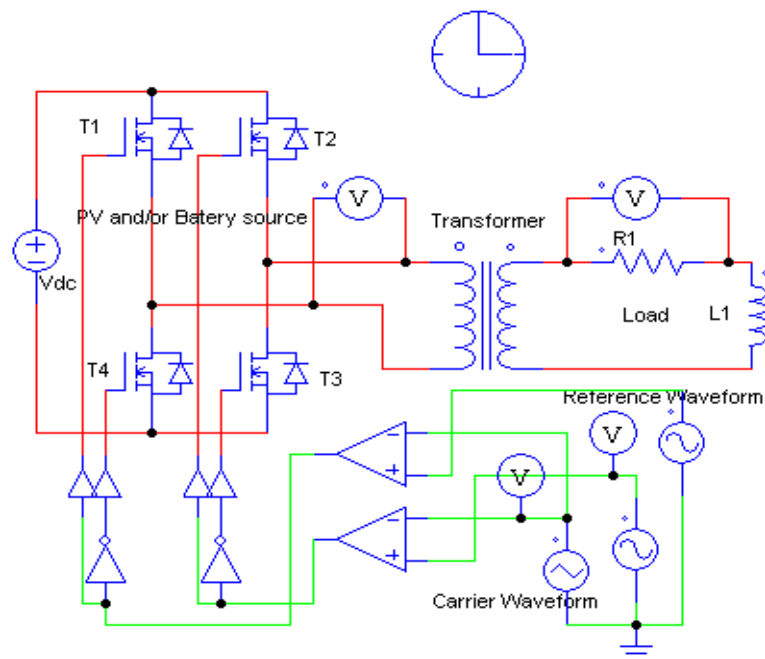 T1
T2
PV and/or Batery source
V
Transformer
V
R1
Vdc
Load
L1
T4
T3
Reference Waveform
V
V
Carrier Waveform